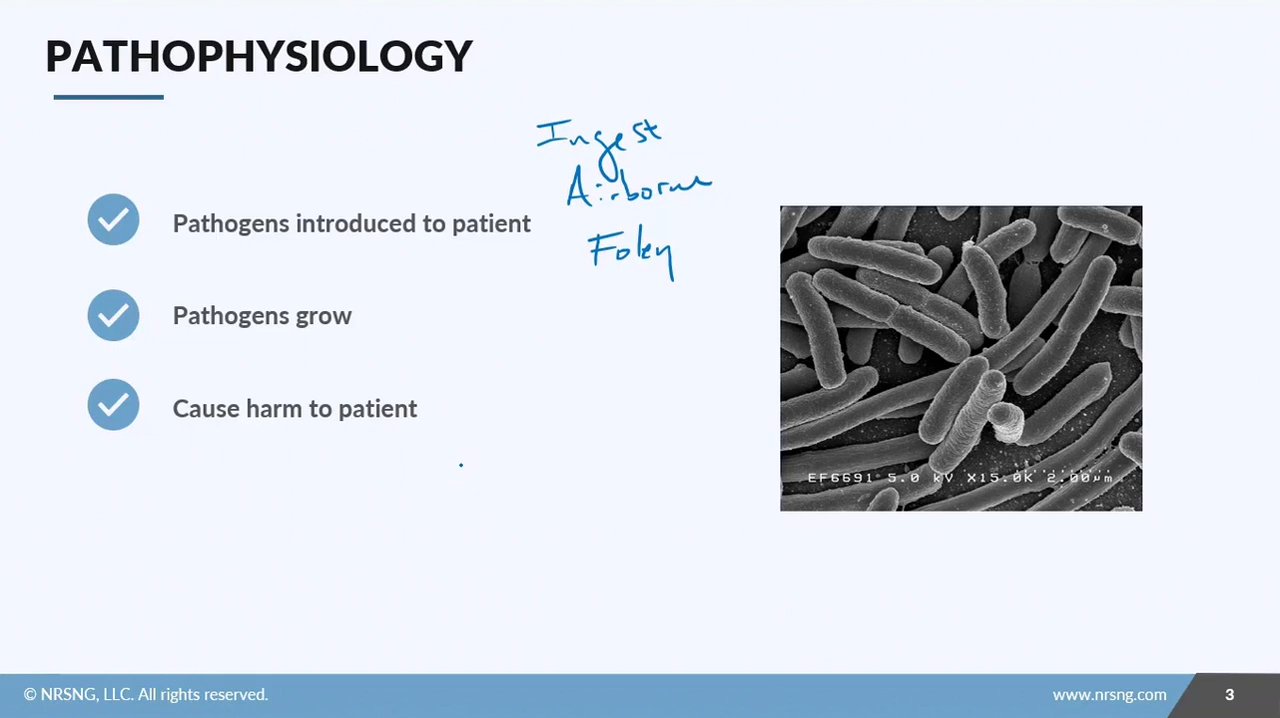 PATHOPHYSIOLOGY
Ingest
Airborne
Foley
Pathogens introduced to patient
Pathogens grow
Cause harm to patient
EF6691 5.0 kV X15.0K 2.00µm
© NRSNG, LLC. All rights reserved.
www.nrsng.com
3